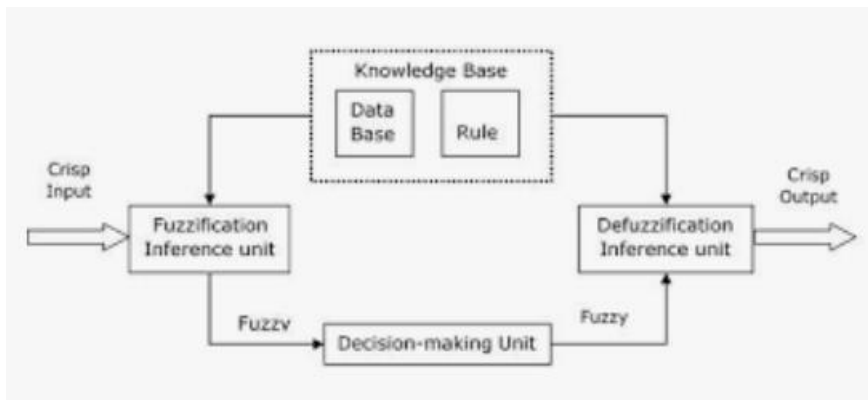 Knowledge Base
Data
Base
Rule
Crisp
Input
Crisp
Output
Fuzzification
Inference unit
Defuzzification
Inference unit
Fuzzv
Fuzzy
Decision-making Unit